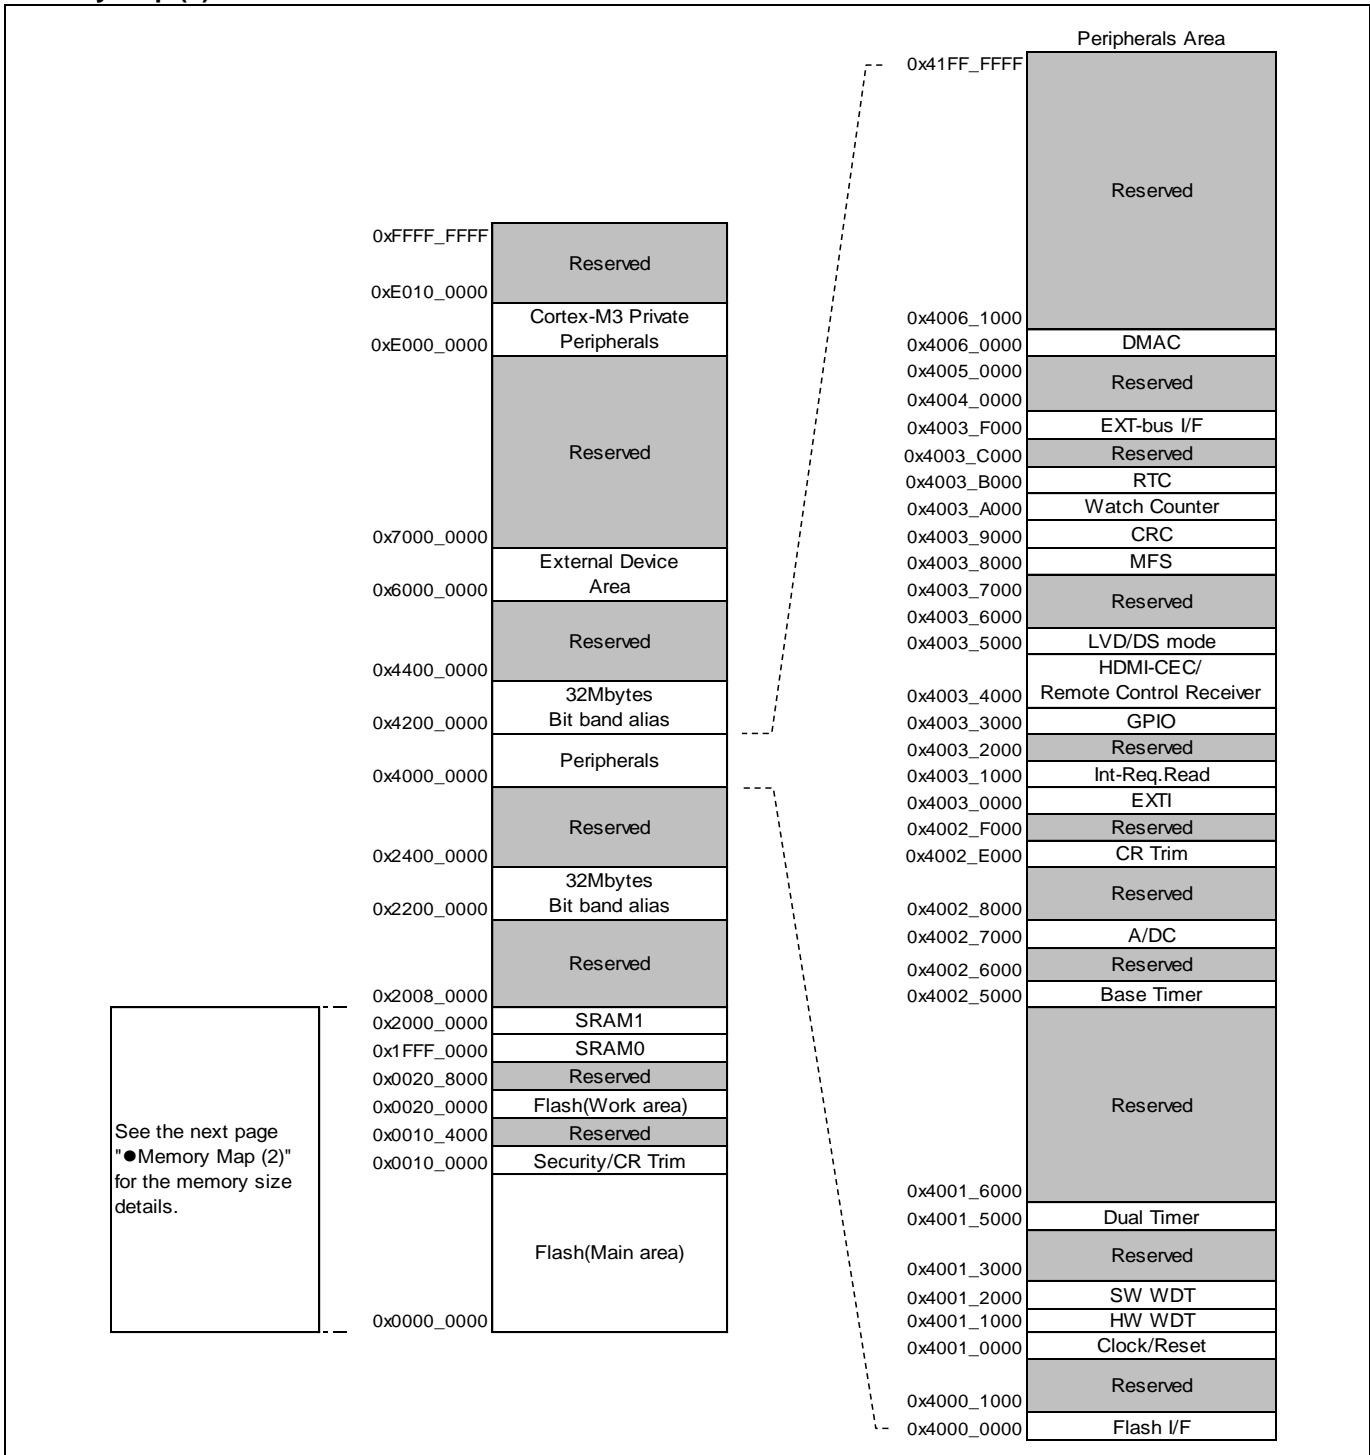 Peripherals Area
0x41FF_FFFF
Reserved
0x4006_1000
0x4006_0000 DMAC
0x4005_0000
Reserved
0x4004_0000
0x4003_F000 EXT-bus I/F
0x4003_C000 Reserved
0x4003_B000 RTC
0x4003_A000 Watch Counter
0x4003_9000 CRC
0x4003_8000 MFS
0x4003_7000
Reserved
0x4003_6000
0x4003_5000 LVD/DS mode
HDMI-CEC/
0x4003_4000 Remote Control Receiver
0x4003_3000 GPIO
0x4003_2000 Reserved
0x4003_1000 Int-Req.Read
0x4003_0000 EXTI
0x4002_F000 Reserved
0x4002_E000 CR Trim
Reserved
0x4002_8000
0x4002_7000 A/DC
0x4002_6000 Reserved
0x4002_5000 Base Timer
Reserved
0x4001_6000
0x4001_5000 Dual Timer
Reserved
0x4001_3000
0x4001_2000 SW WDT
0x4001_1000 HW WDT
0x4001_0000 Clock/Reset
Reserved
0x4000_1000
0x4000_0000 Flash I/F
0xFFFF_FFFF
Reserved
0xE010_0000
Cortex-M3 Private
0xE000_0000 Peripherals
Reserved
0x7000_0000
External Device
0x6000_0000 Area
Reserved
0x4400_0000
32Mbytes
0x4200_0000 Bit band alias
Peripherals
0x4000_0000
Reserved
0x2400_0000
32Mbytes
0x2200_0000 Bit band alias
Reserved
0x2008_0000
0x2000_0000 SRAM1
0x1FFF_0000 SRAM0
0x0020_8000 Reserved
0x0020_0000 Flash(Work area)
0x0010_4000 Reserved
0x0010_0000 Security/CR Trim
Flash(Main area)
0x0000_0000
See the next page
"●Memory Map (2)"
for the memory size
details.